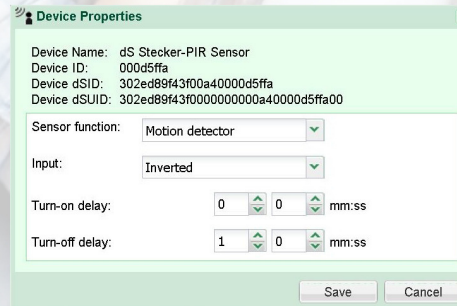 Device Properties
Device Name: dS Stecker-PIR Sensor
Device ID: 000d5ffa
Device dSID: 302ed89f43f00a40000d5ffa
Device dSUID: 302ed89f43f0000000000a40000d5ffa00
Sensor function: Motion detector
Input: Inverted
Turn-on delay: 0 0 mm:ss
Turn-off delay: 1 0 mm:ss
Save Cancel